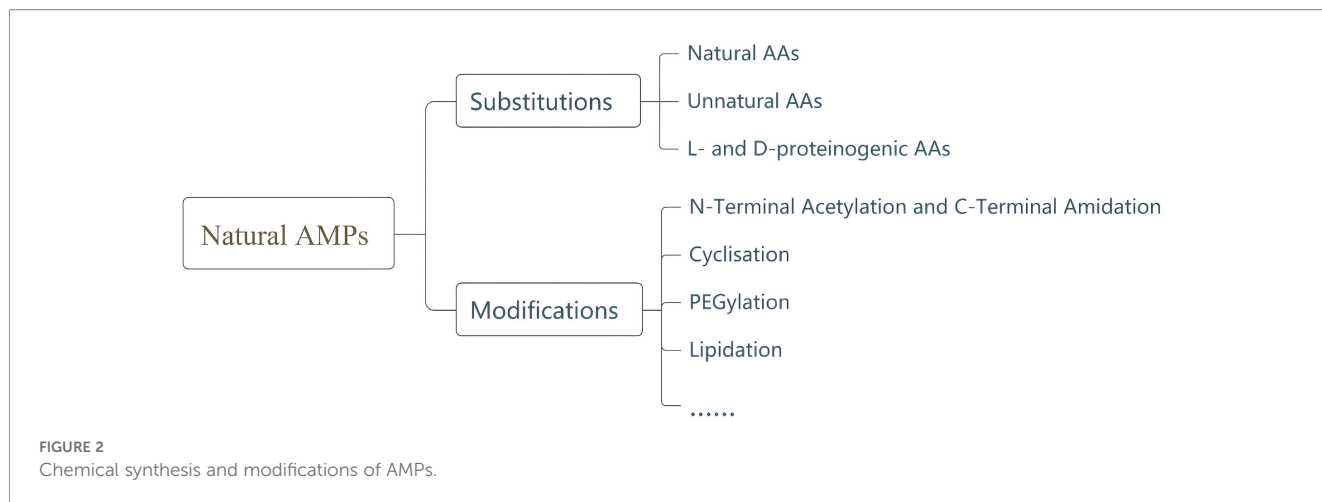 Natural AMPs
Substitutions
Natural AAs
Unnatural AAs
L- and D-proteinogenic AAs
Modifications
N-Terminal Acetylation and C-Terminal Amidation
Cyclisation
PEGylation
Lipidation
......
FIGURE 2
Chemical synthesis and modifications of AMPs.